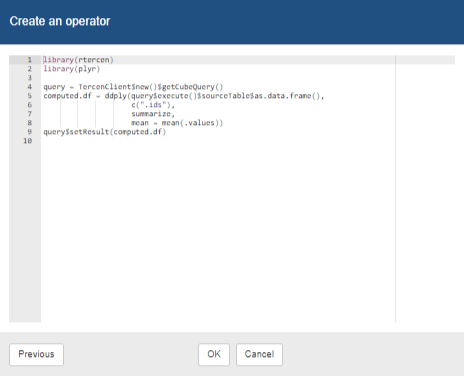 Create an operator
1 library(rtercen)
2 library(plyr)
3
4 query = TercenClient$new()$getCubeQuery()
5 computed.df = ddply(query$execute()$sourceTable$as.data.frame(),
6 c(".ids"),
7 summarize,
8 mean = mean(.values))
9 query$setResult(computed.df)
10
Previous
OK
Cancel